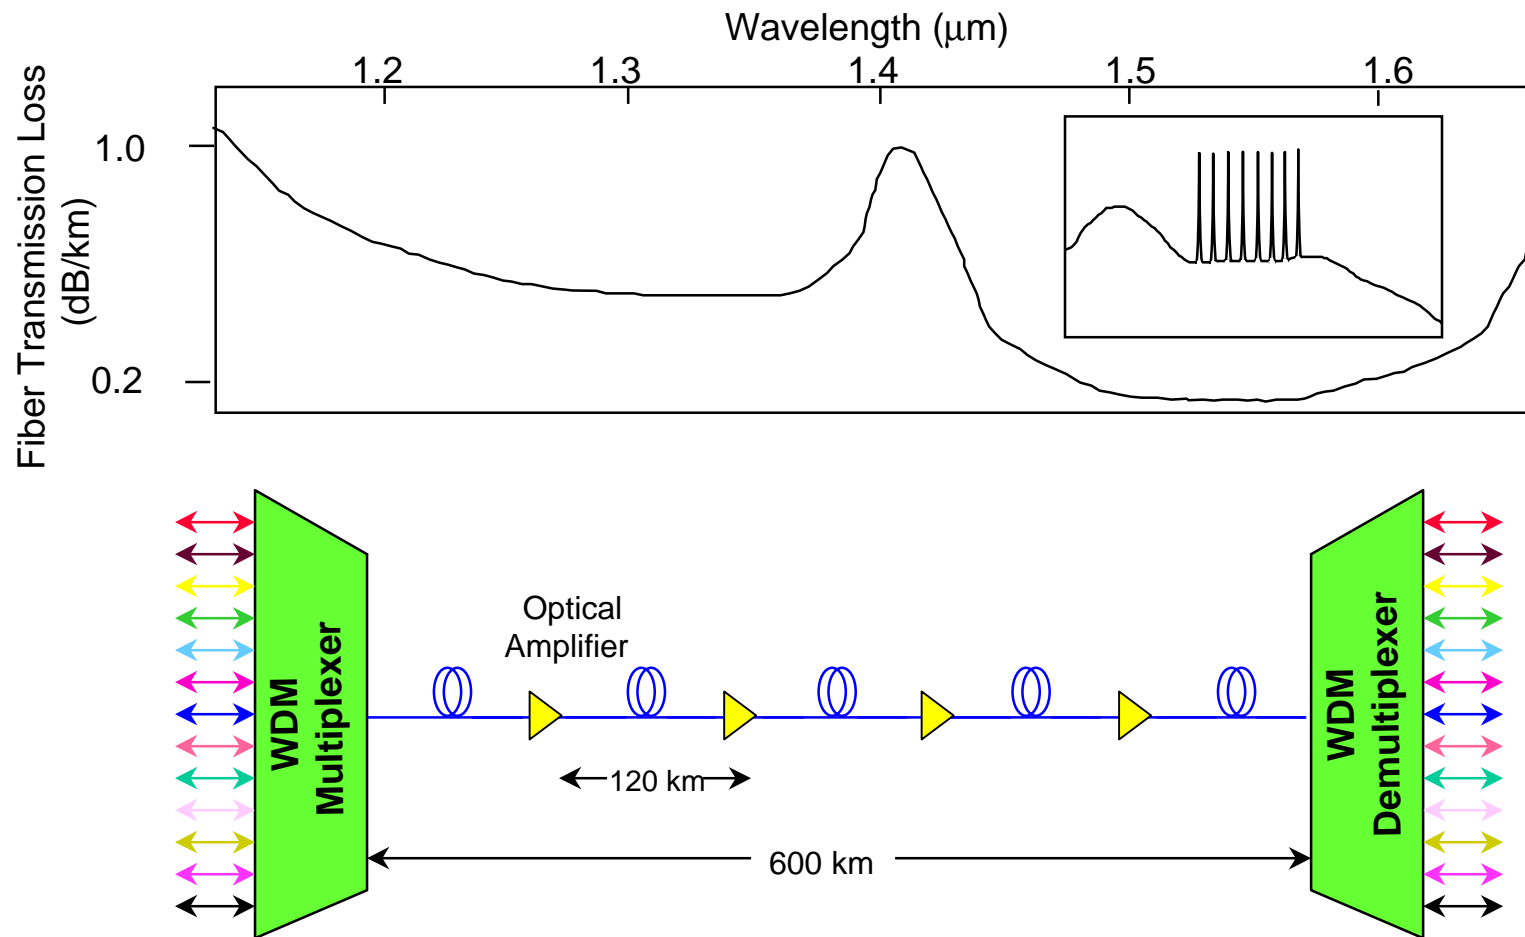 Wavelength (μm)
1.2 1.3 1.4 1.5 1.6
Fiber Transmission Loss
(dB/km)
1.0
0.2
Optical
Amplifier
WDM
Multiplexer
WDM
Demultiplexer
120 km
600 km